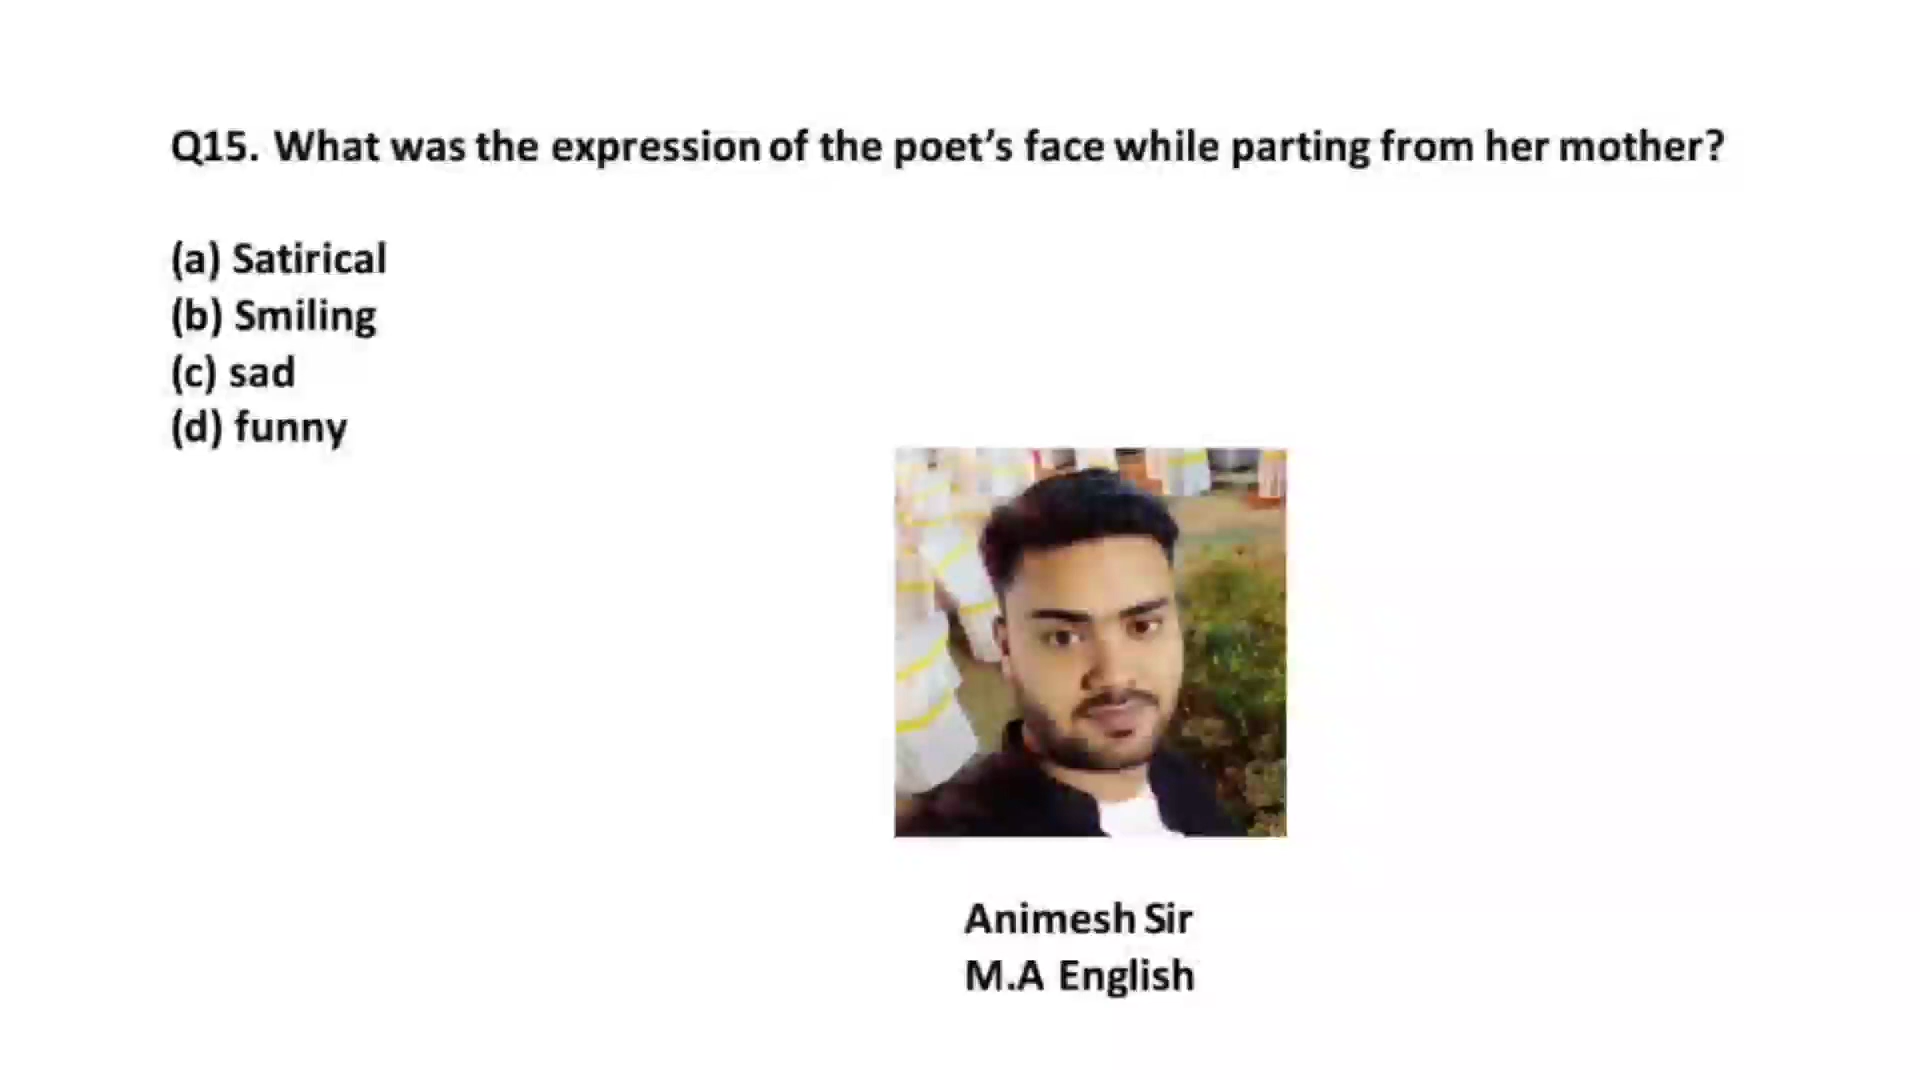 Q15. What was the expression of the poet’s face while parting from her mother?
(a) Satirical
(b) Smiling
(c) sad
(d) funny
Animesh Sir
M.A English